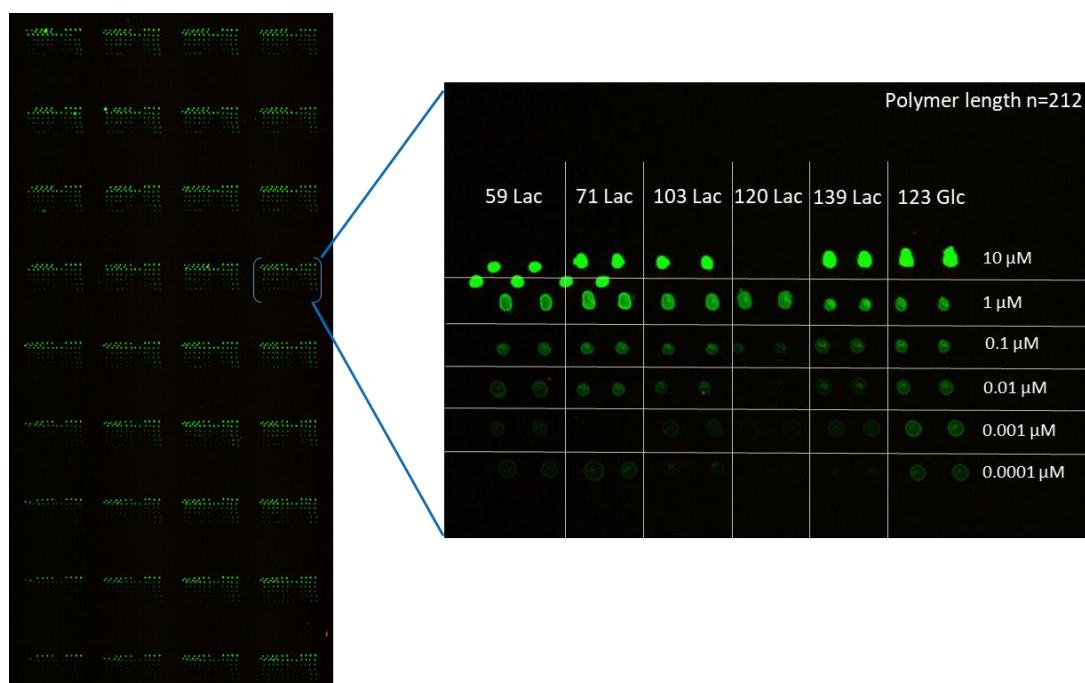 Polymer length n=212
59 Lac 71 Lac 103 Lac 120 Lac 139 Lac 123 Glc
10 µM
1 µM
0.1 µM
0.01 µM
0.001 µM
0.0001 µM